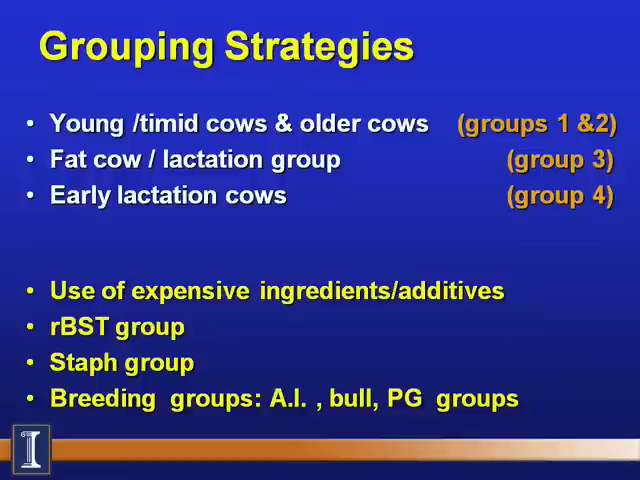 Grouping Strategies
• Young /timid cows & older cows (groups 1 &2)
• Fat cow / lactation group (group 3)
• Early lactation cows (group 4)
• Use of expensive ingredients/additives
• rBST group
• Staph group
• Breeding groups: A.I. , bull, PG groups
I